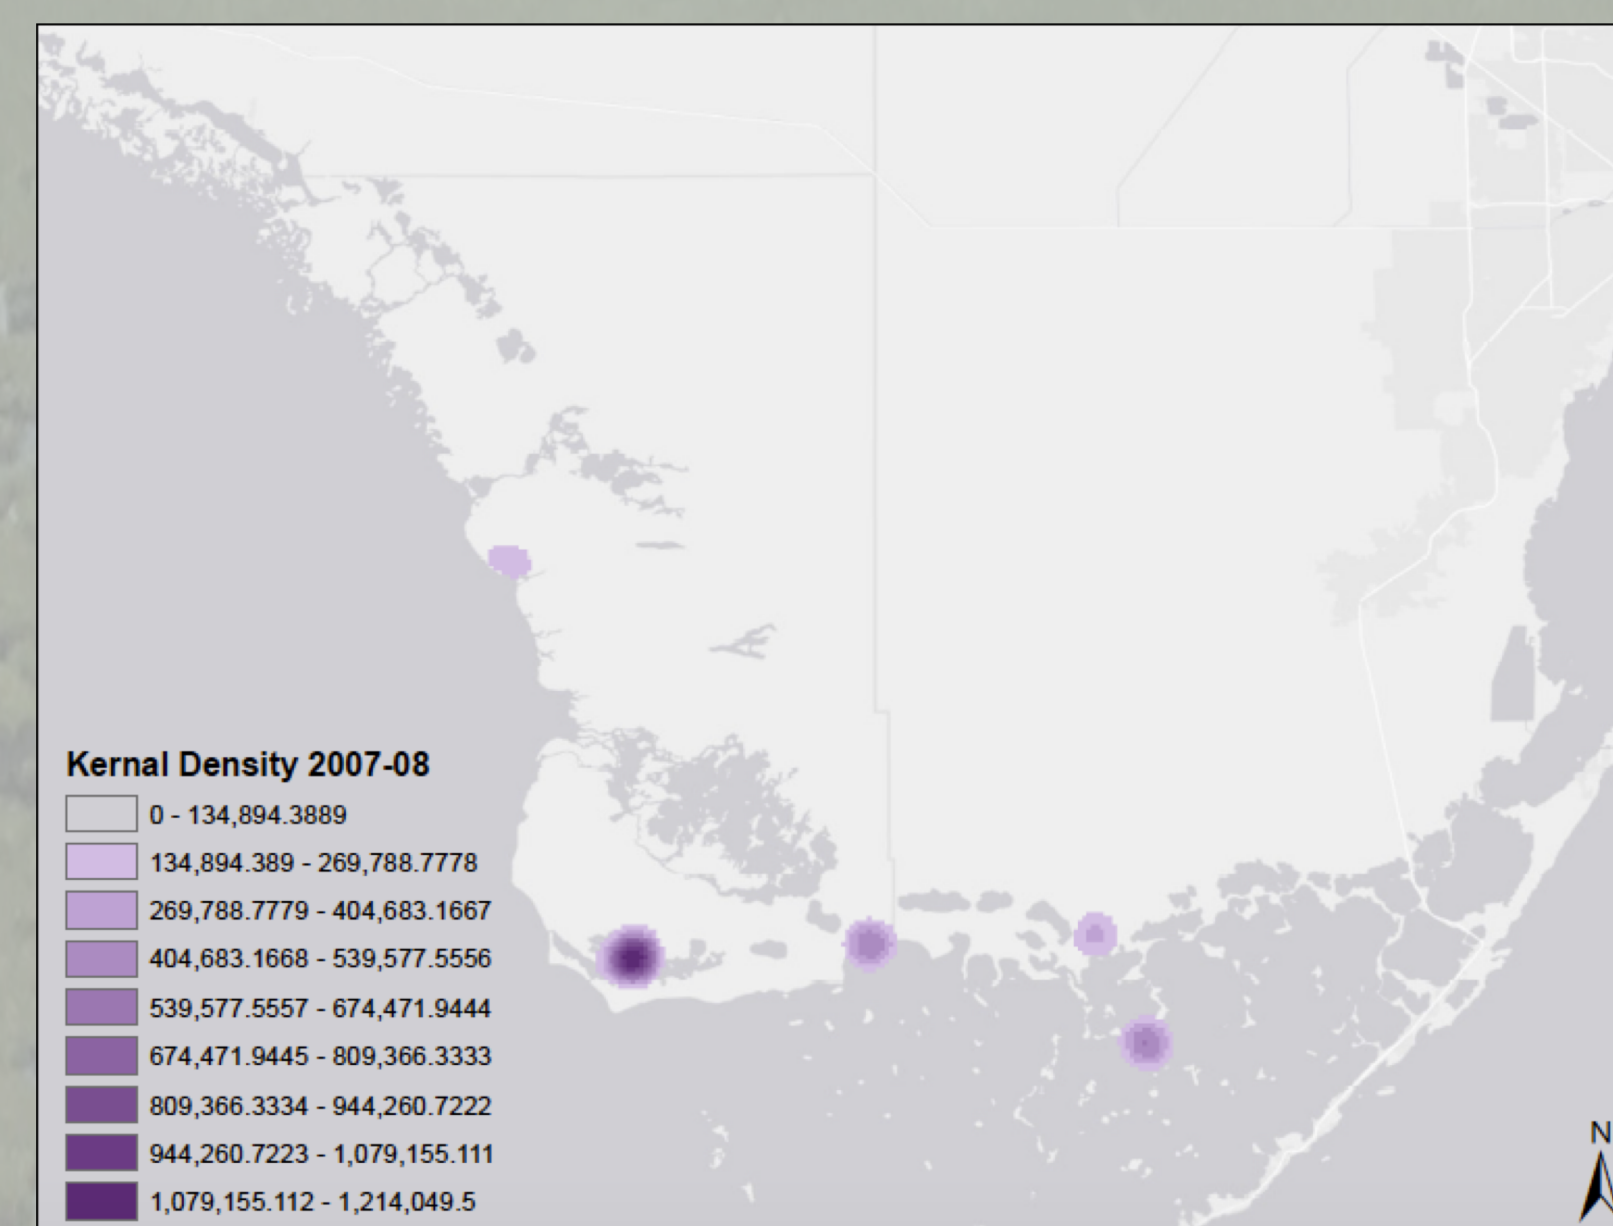 Kernal Density 2007-08
0 - 134,894.3889
134,894.389 - 269,788.7778
269,788.7779 - 404,683.1667
404,683.1668 - 539,577.5556
539,577.5557 - 674,471.9444
674,471.9445 - 809,366.3333
809,366.3334 - 944,260.7222
944,260.7223 - 1,079,155.111
1,079,155.112 - 1,214,049.5
N